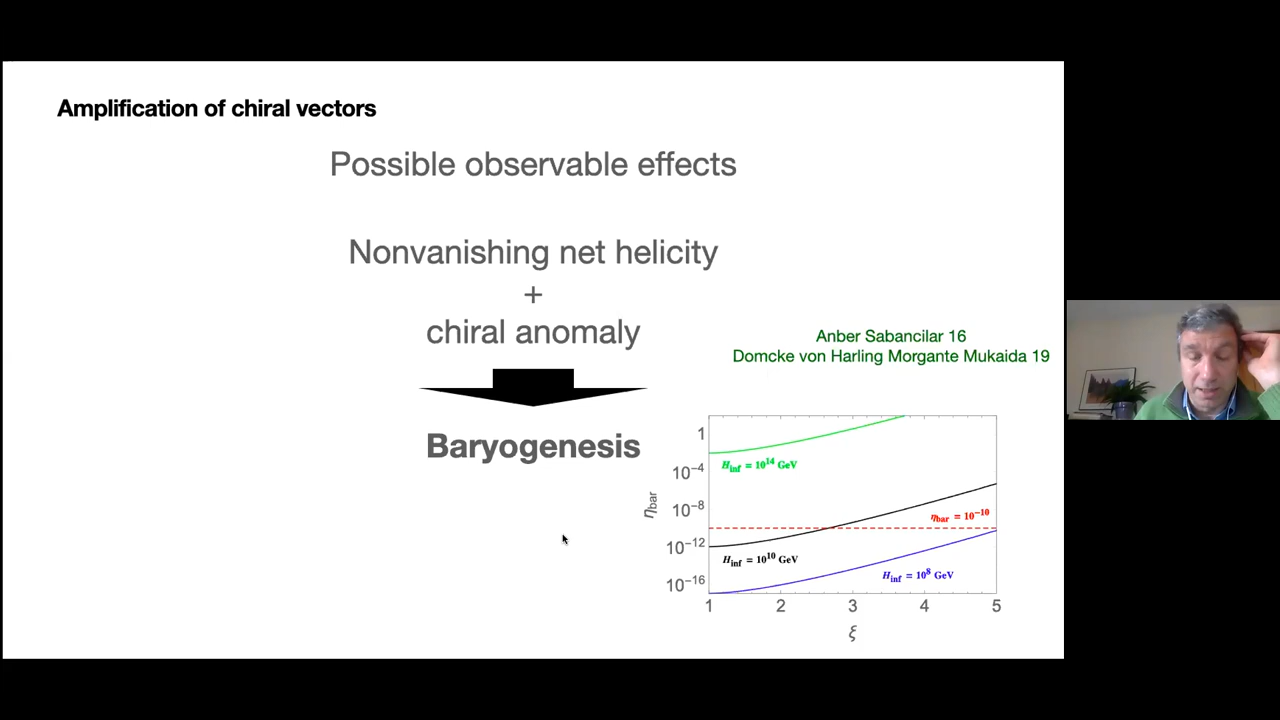 Amplification of chiral vectors
Possible observable effects
Nonvanishing net helicity
+
chiral anomaly
Baryogenesis
Anber Sabancilar 16
Domcke von Harling Morgante Mukaida 19
1
10⁻⁴
10⁻⁸
10⁻¹²
10⁻¹⁶
η_bar
H_inf = 10¹⁴ GeV
η_bar = 10⁻¹⁰
H_inf = 10¹⁰ GeV
H_inf = 10⁸ GeV
1 2 3 4 5
ξ